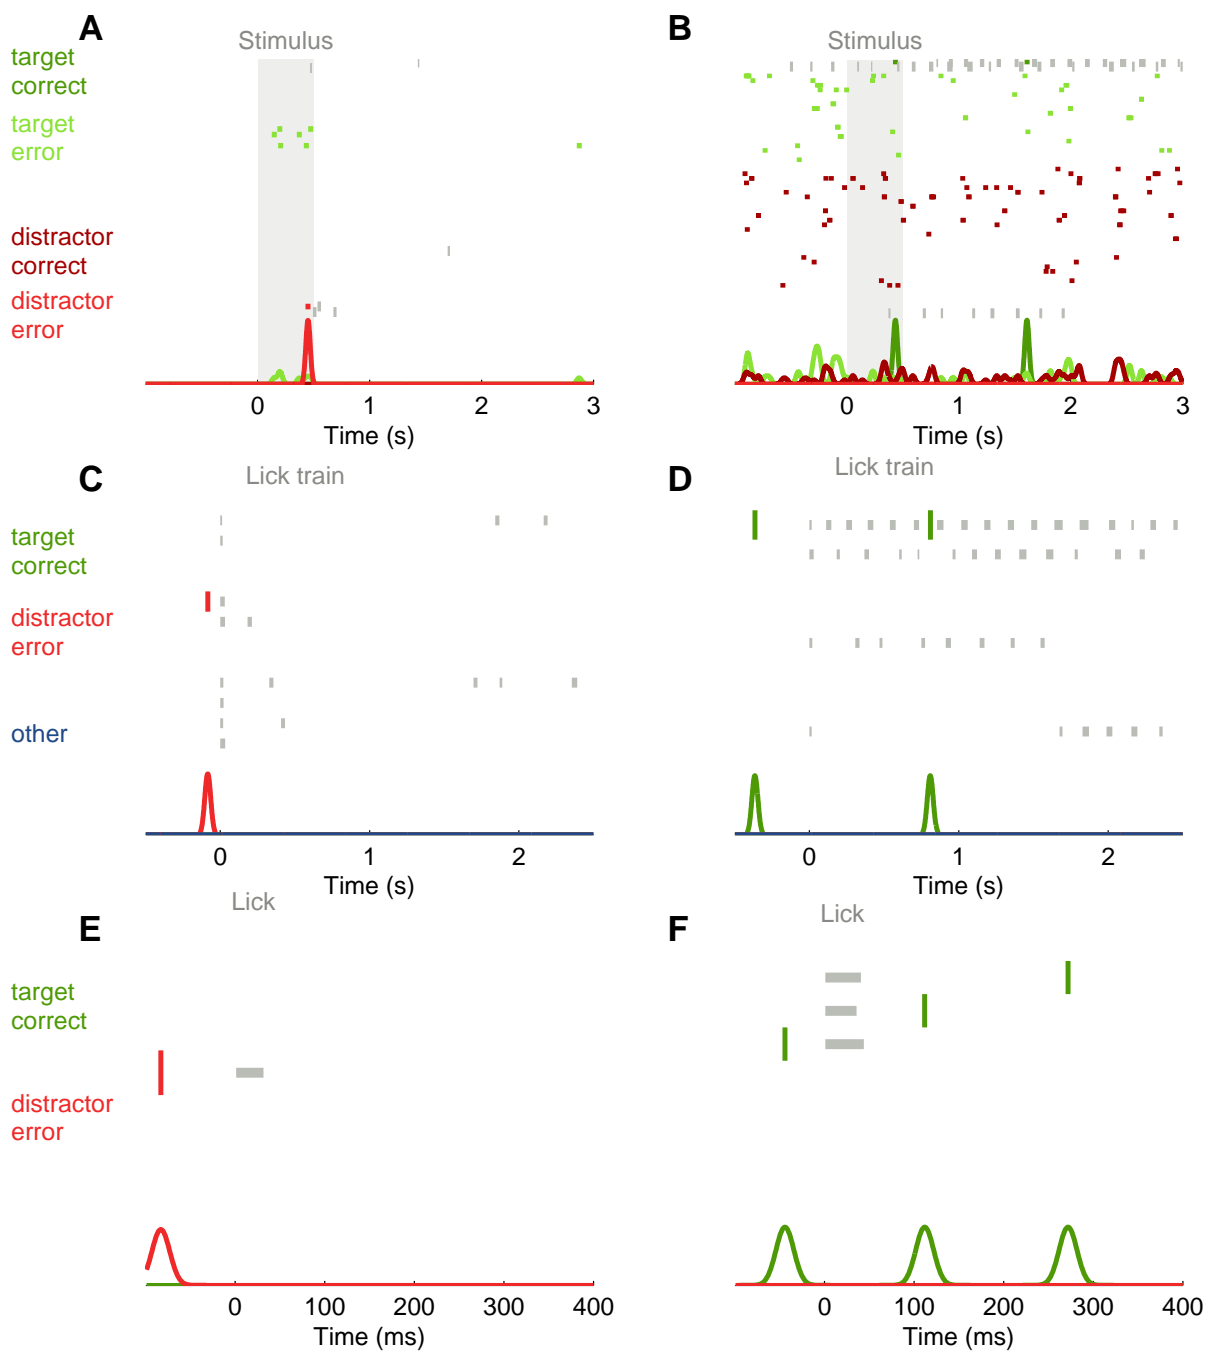 A
B
Stimulus
Stimulus
target
correct
target
error
distractor
correct
distractor
error
0 1 2 3
Time (s)
0 1 2 3
Time (s)
C
D
Lick train
Lick train
target
correct
distractor
error
other
0 1 2
Time (s)
0 1 2
Time (s)
E
F
Lick
Lick
target
correct
distractor
error
0 100 200 300 400
Time (ms)
0 100 200 300 400
Time (ms)